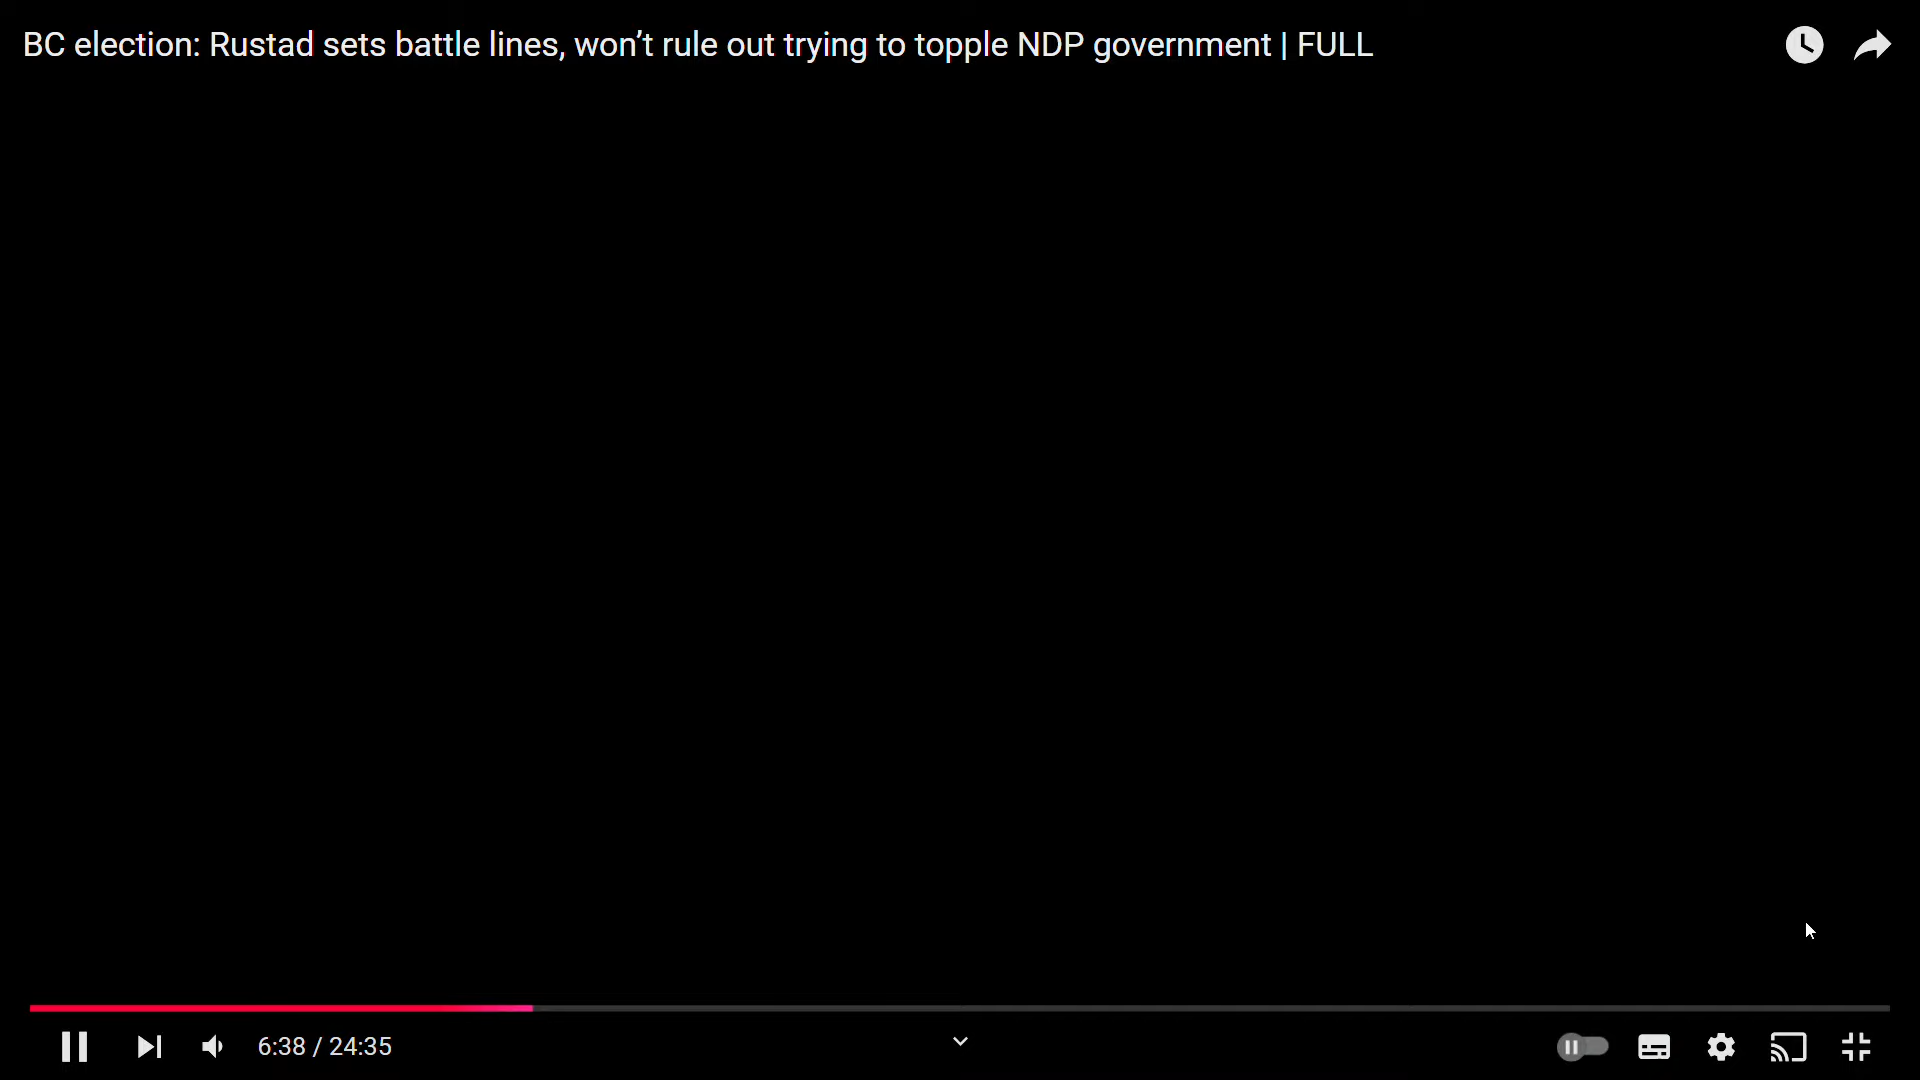 BC election: Rustad sets battle lines, won’t rule out trying to topple NDP government | FULL
6:38 / 24:35